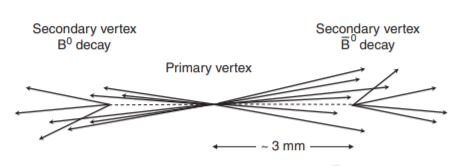 Secondary vertex
B⁰ decay
Primary vertex
Secondary vertex
B̅⁰ decay
~ 3 mm